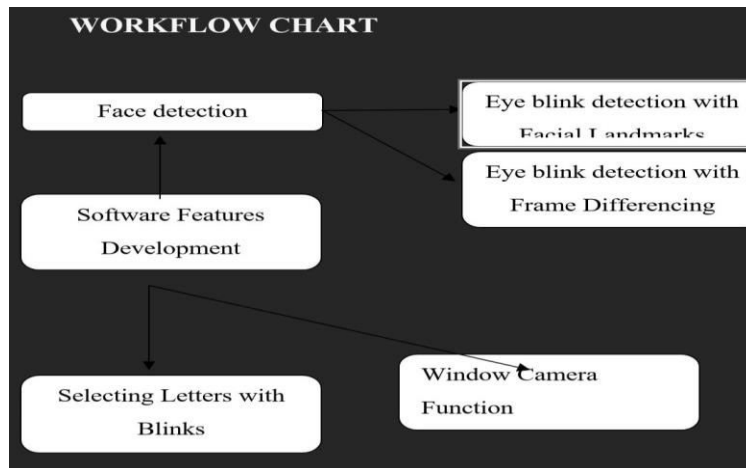 WORKFLOW CHART
Face detection
Eye blink detection with
Facial Landmarks
Eye blink detection with
Frame Differencing
Software Features
Development
Selecting Letters with
Blinks
Window Camera
Function